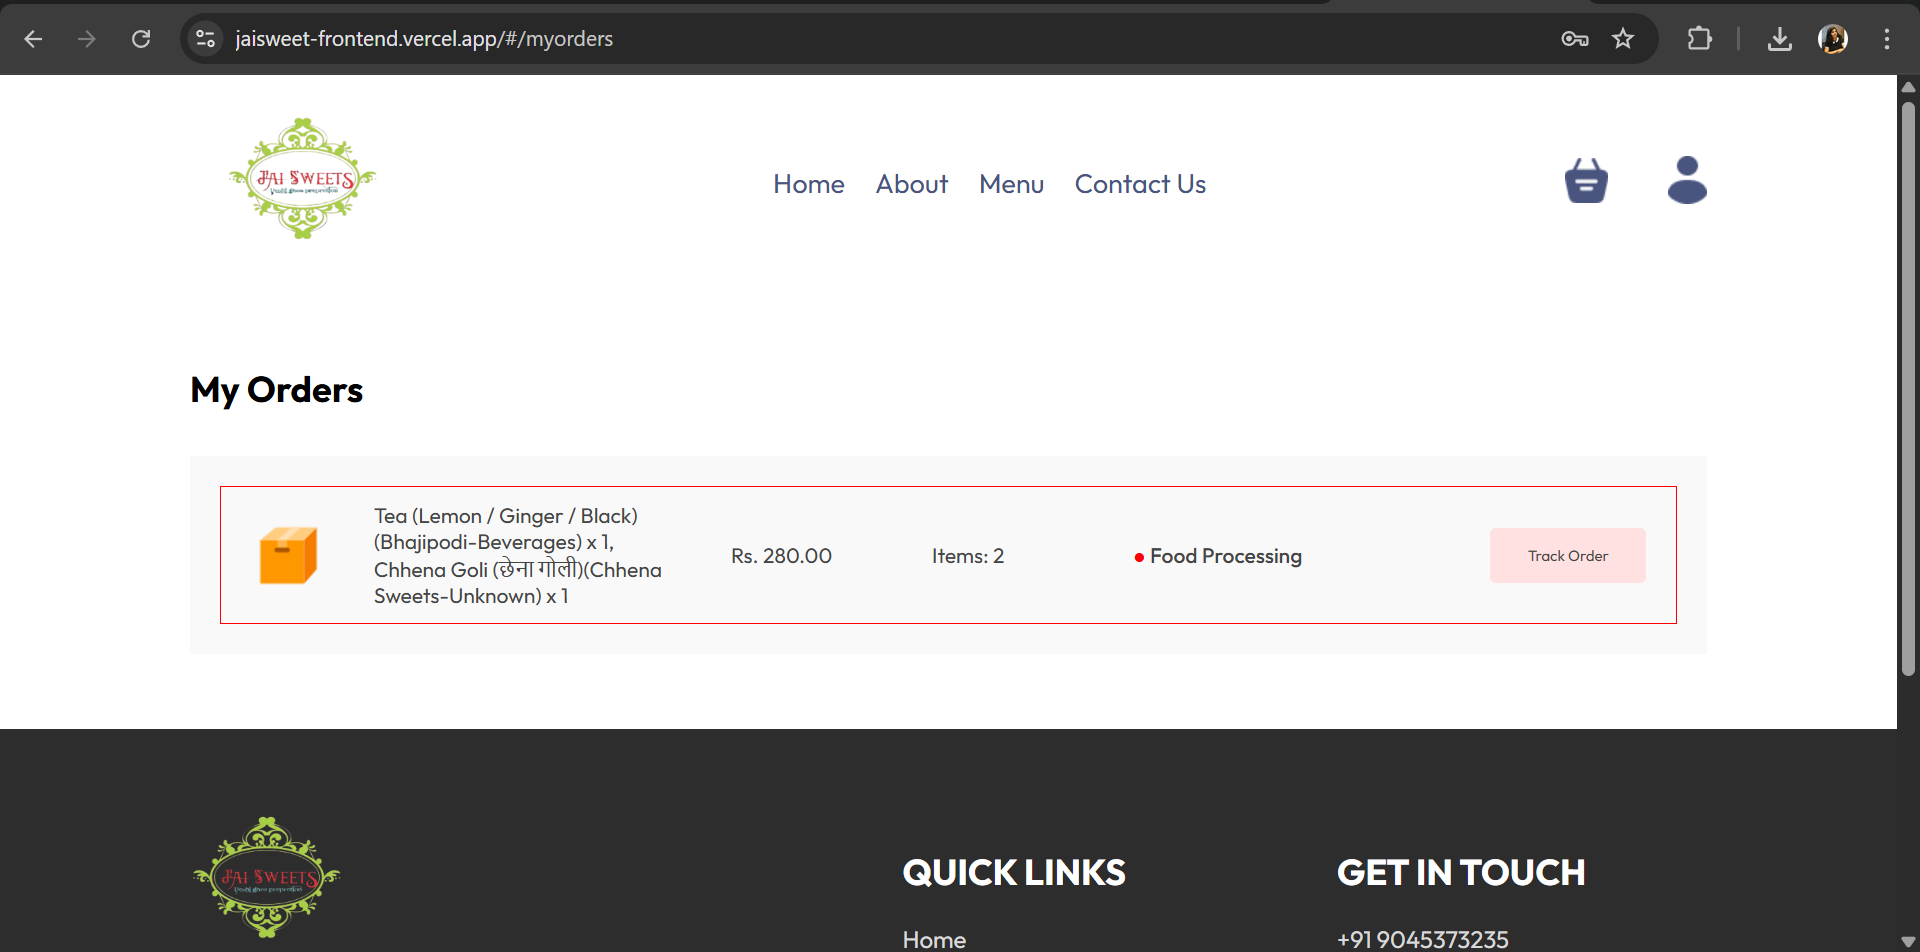 jaisweet-frontend.vercel.app/#/myorders
JAI SWEETS
Home About Menu Contact Us
My Orders
Tea (Lemon / Ginger / Black)
(Bhajipodi-Beverages) x 1,
Chhena Goli (छेना गोली)(Chhena
Sweets-Unknown) x 1
Rs. 280.00
Items: 2
Food Processing
Track Order
JAI SWEETS
QUICK LINKS
Home
GET IN TOUCH
+91 9045373235